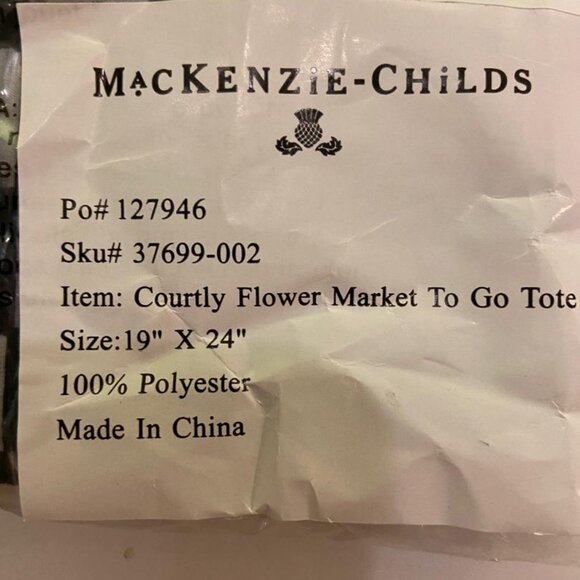 MACKENZiE-CHiLDS
Po# 127946
Sku# 37699-002
Item: Courtly Flower Market To Go Tote
Size:19" X 24"
100% Polyester
Made In China